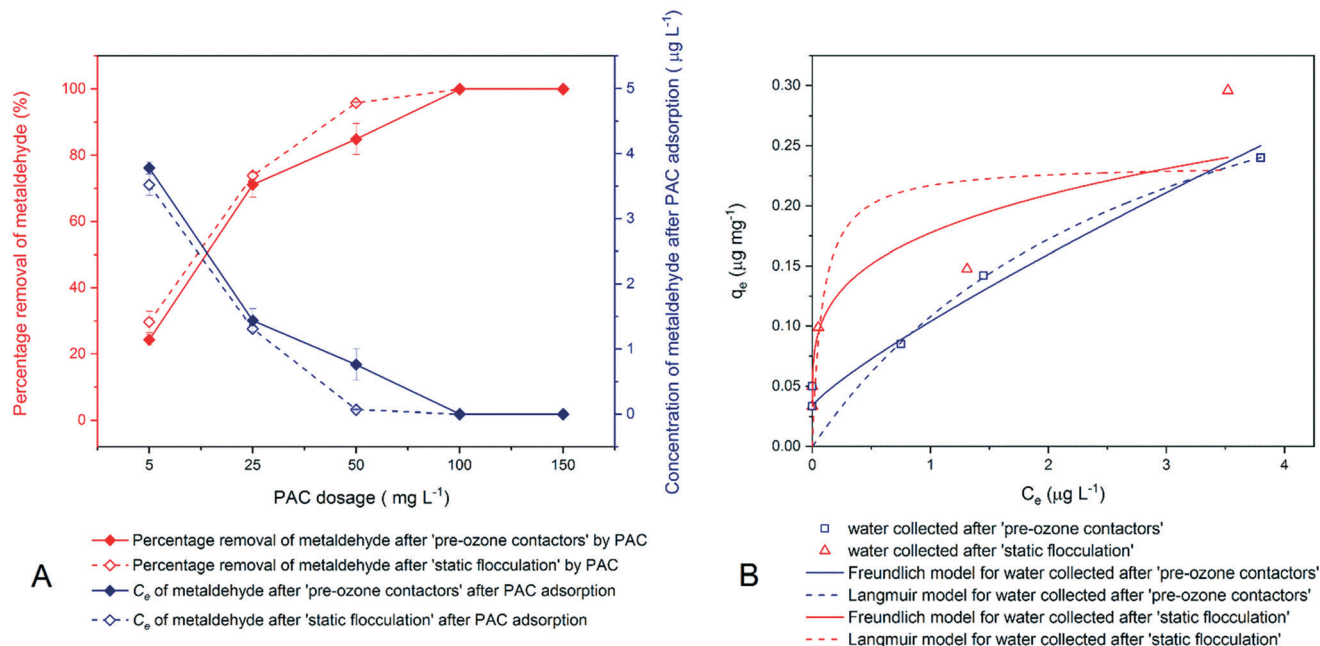 Percentage removal of metaldehyde (%)
100
80
60
40
20
0
5
25
50
100
150
PAC dosage ( mg L⁻¹)
5
4
3
2
1
0
Concentration of metaldehyde after PAC adsorption ( µg L⁻¹)
Percentage removal of metaldehyde after 'pre-ozone contactors' by PAC
Percentage removal of metaldehyde after 'static flocculation' by PAC
Cₑ of metaldehyde after 'pre-ozone contactors' after PAC adsorption
Cₑ of metaldehyde after 'static flocculation' after PAC adsorption
A
qₑ (µg mg⁻¹)
0.30
0.25
0.20
0.15
0.10
0.05
0.00
0
1
2
3
4
Cₑ (µg L⁻¹)
water collected after 'pre-ozone contactors'
water collected after 'static flocculation'
Freundlich model for water collected after 'pre-ozone contactors'
Langmuir model for water collected after 'pre-ozone contactors'
Freundlich model for water collected after 'static flocculation'
Langmuir model for water collected after 'static flocculation'
B